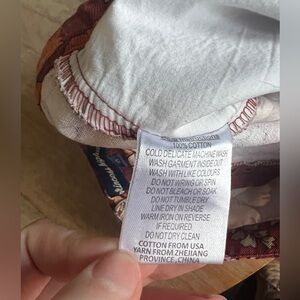 100% COTTON
COLD DELICATE MACHINE WASH
WASH GARMENT INSIDE OUT
WASH WITH LIKE COLOURS
DO NOT WRING OR SPIN
DO NOT BLEACH OR SOAK
DO NOT TUMBLE DRY
LINE DRY IN SHADE
WARM IRON ON REVERSE
IF REQUIRED.
DO NOT DRY CLEAN
COTTON FROM USA
YARN FROM ZHEJIANG
PROVINCE, CHINA